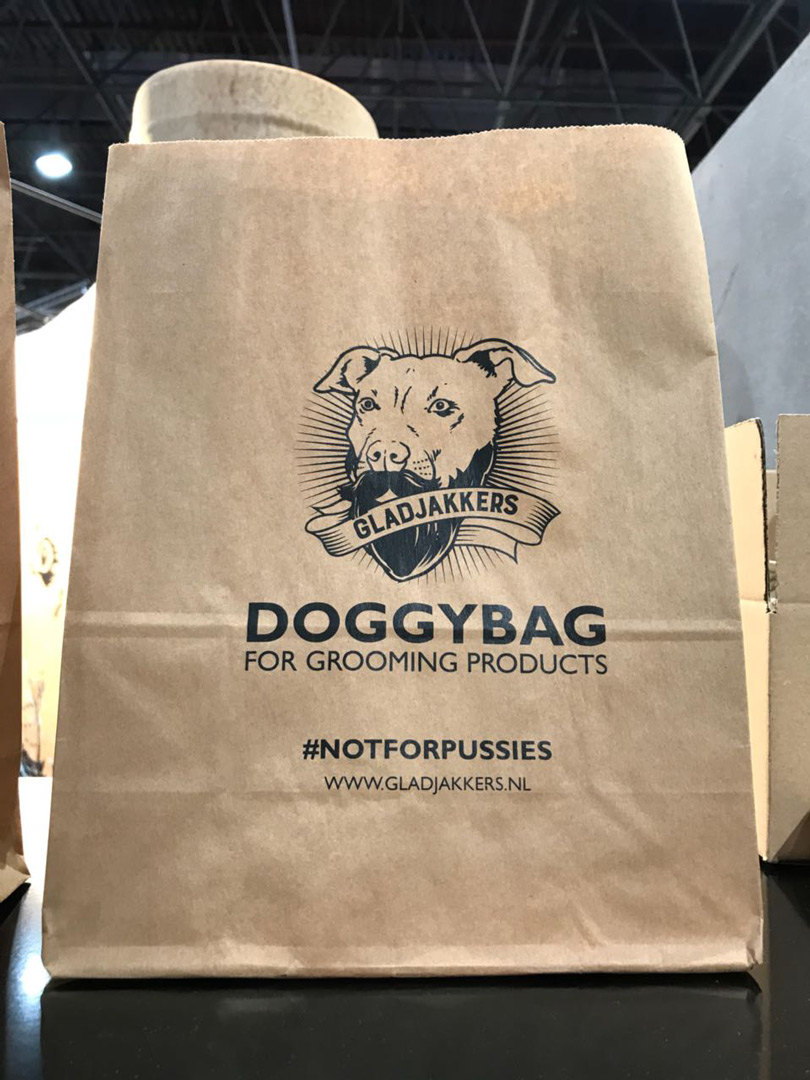 GLADJAKKERS
DOGGYBAG
FOR GROOMING PRODUCTS
#NOTFORPUSSIES
WWW.GLADJAKKERS.NL